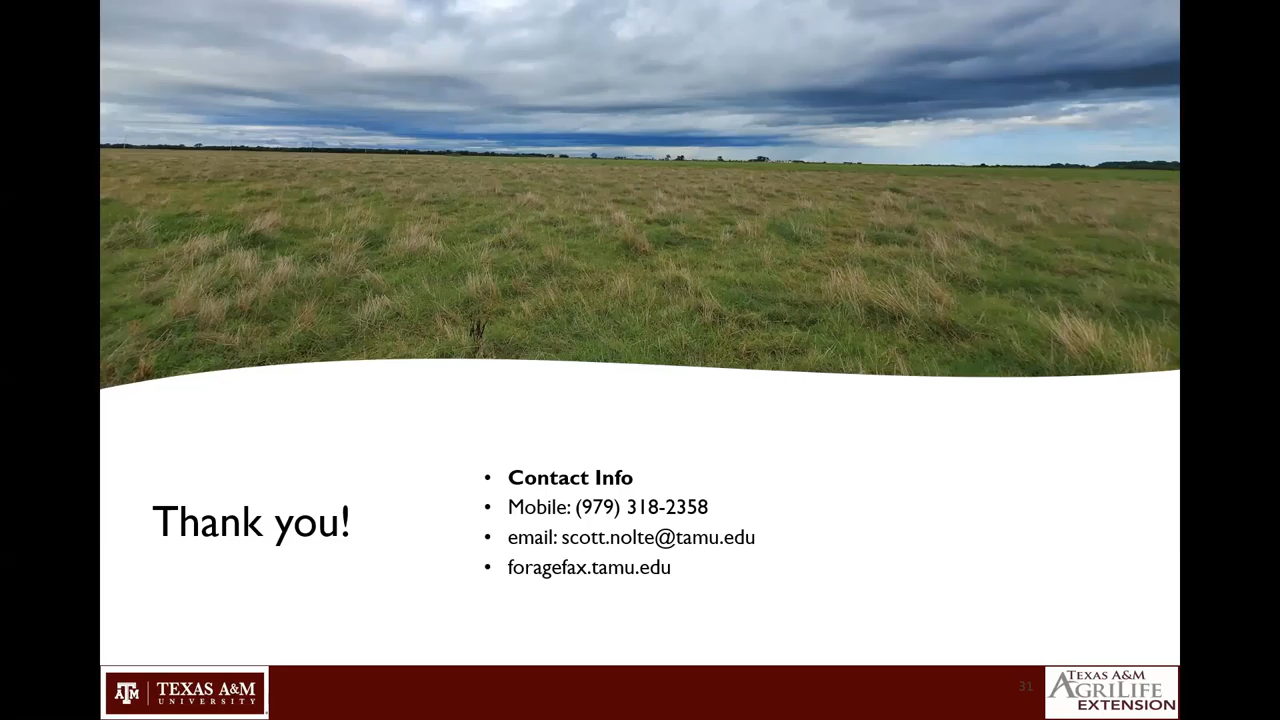 Thank you!
• Contact Info
• Mobile: (979) 318-2358
• email: scott.nolte@tamu.edu
• foragefax.tamu.edu
ATM
TEXAS A&M
UNIVERSITY
31
TEXAS A&M
AGRILIFE
EXTENSION